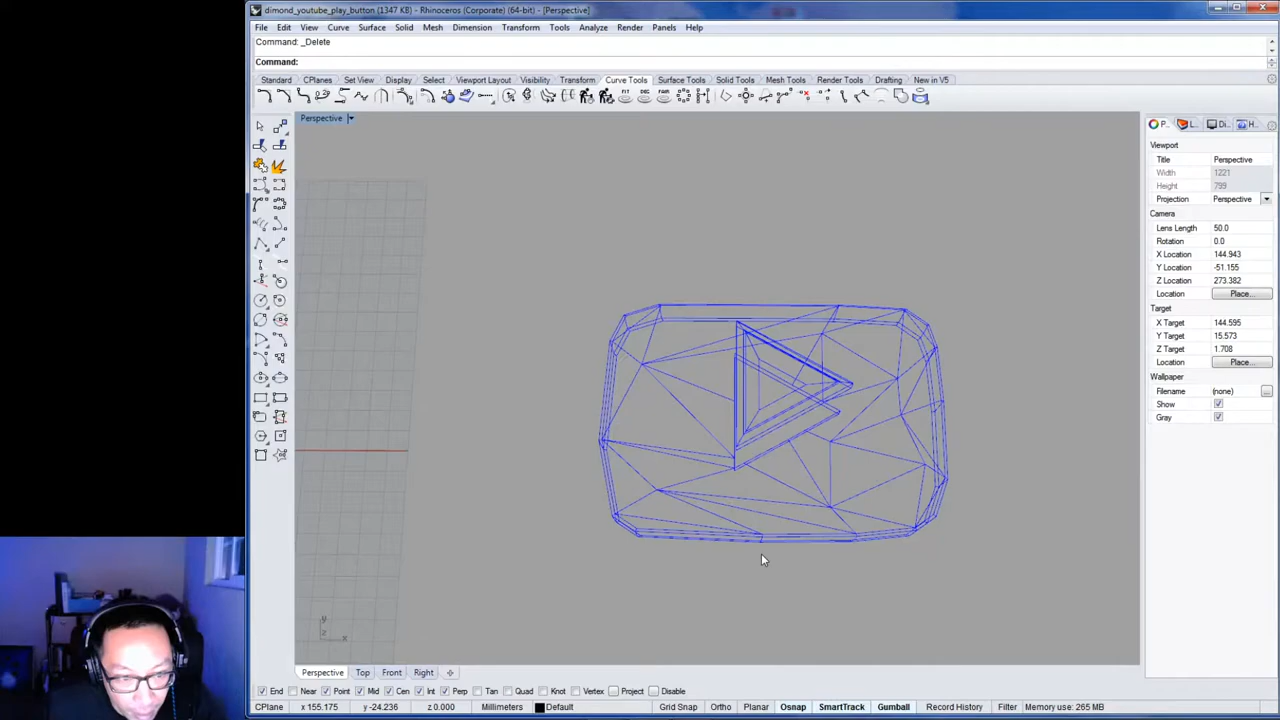 dimond_youtube_play_button (1347 KB) - Rhinoceros (Corporate) (64-bit) - [Perspective]
File Edit View Curve Surface Solid Mesh Dimension Transform Tools Analyze Render Panels Help
Command: _Delete
Command:
Standard CPlanes Set View Display Select Viewport Layout Visibility Transform Curve Tools Surface Tools Solid Tools Mesh Tools Render Tools Drafting New in V5
FIT DEG FAIR
Perspective
P... L... Di... H...
Viewport
Title Perspective
Width 1221
Height 799
Projection Perspective
Camera
Lens Length 50.0
Rotation 0.0
X Location 144.943
Y Location -51.155
Z Location 273.382
Location Place...
Target
X Target 144.595
Y Target 15.573
Z Target 1.708
Location Place...
Wallpaper
Filename (none) ...
Show
Gray
y
z x
Perspective Top Front Right
End Near Point Mid Cen Int Perp Tan Quad Knot Vertex Project Disable
CPlane x 155.175 y -24.236 z 0.000 Millimeters Default Grid Snap Ortho Planar Osnap SmartTrack Gumball Record History Filter Memory use: 265 MB